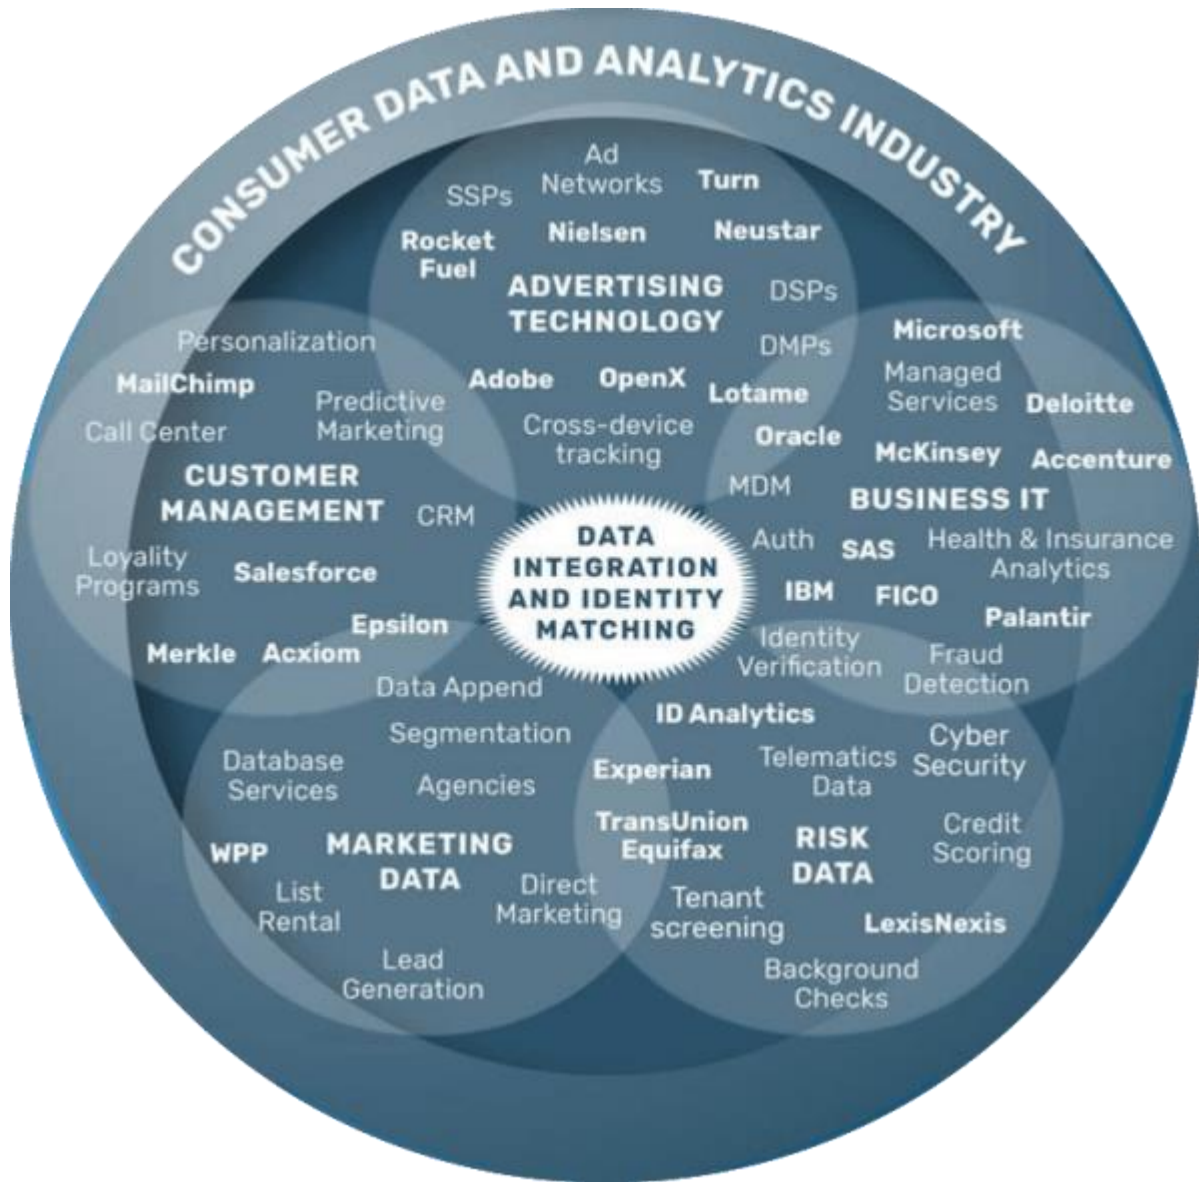 CONSUMER DATA AND ANALYTICS INDUSTRY
Ad
Networks
SSPs
Turn
Rocket
Fuel
Nielsen
Neustar
ADVERTISING
TECHNOLOGY
DSPs
DMPs
Adobe
OpenX
Lotame
Cross-device
tracking
Oracle
Personalization
MailChimp
Predictive
Marketing
Call Center
CUSTOMER
MANAGEMENT
CRM
Loyality
Programs
Salesforce
Epsilon
Merkle
Acxiom
DATA
INTEGRATION
AND IDENTITY
MATCHING
Microsoft
Managed
Services
Deloitte
McKinsey
Accenture
MDM
BUSINESS IT
Auth
SAS
Health & Insurance
Analytics
IBM
FICO
Palantir
Identity
Verification
Fraud
Detection
Data Append
Segmentation
Database
Services
Agencies
WPP
MARKETING
DATA
List
Rental
Direct
Marketing
Lead
Generation
ID Analytics
Experian
Telematics
Data
Cyber
Security
TransUnion
Equifax
RISK
DATA
Credit
Scoring
Tenant
screening
LexisNexis
Background
Checks